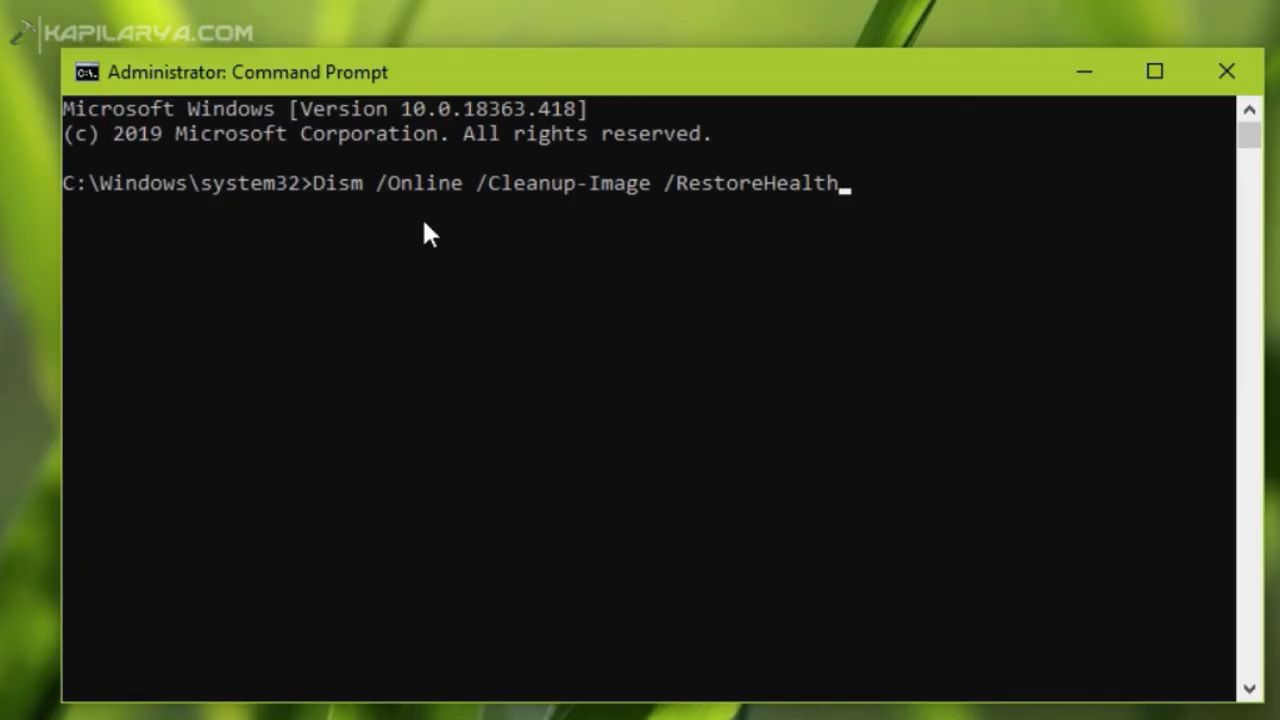 KAPILARYA.COM
Administrator: Command Prompt
Microsoft Windows [Version 10.0.18363.418]
(c) 2019 Microsoft Corporation. All rights reserved.
C:\Windows\system32>Dism /Online /Cleanup-Image /RestoreHealth